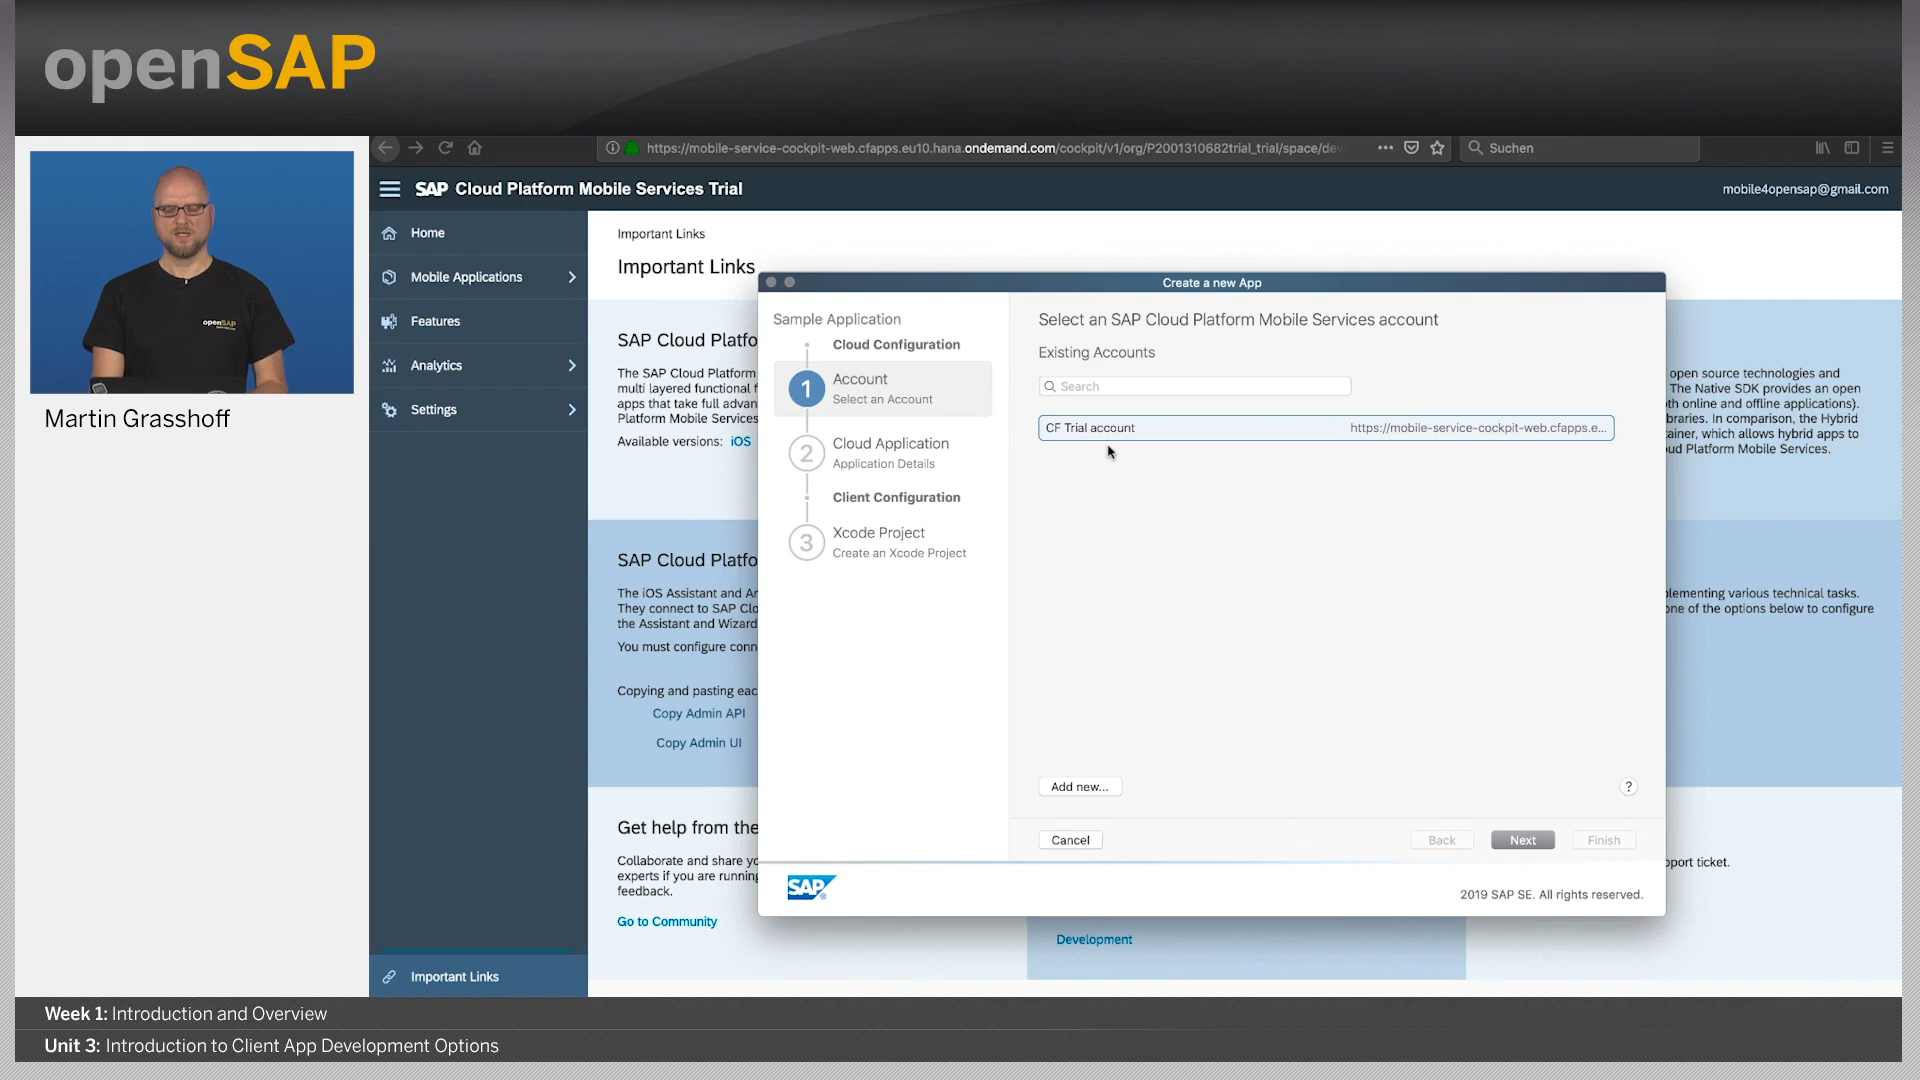 openSAP
openSAP
Martin Grasshoff
https://mobile-service-cockpit-web.cfapps.eu10.hana.ondemand.com/cockpit/v1/org/P2001310682trial_trial/space/dev
Suchen
SAP Cloud Platform Mobile Services Trial
mobile4opensap@gmail.com
Home
Mobile Applications
Features
Analytics
Settings
Important Links
Important Links
Important Links
SAP Cloud Platfo
The SAP Cloud Platform
multi layered functional f
apps that take full advan
Platform Mobile Services
Available versions: iOS
open source technologies and
The Native SDK provides an open
th online and offline applications).
braries. In comparison, the Hybrid
ainer, which allows hybrid apps to
ud Platform Mobile Services.
SAP Cloud Platfo
The iOS Assistant and An
They connect to SAP Clo
the Assistant and Wizard
You must configure conn
Copying and pasting eac
Copy Admin API
Copy Admin UI
lementing various technical tasks.
one of the options below to configure
Get help from the
Collaborate and share yo
experts if you are running
feedback.
Go to Community
Development
pport ticket.
Create a new App
Sample Application
Cloud Configuration
1
Account
Select an Account
2
Cloud Application
Application Details
Client Configuration
3
Xcode Project
Create an Xcode Project
Select an SAP Cloud Platform Mobile Services account
Existing Accounts
Search
CF Trial account https://mobile-service-cockpit-web.cfapps.e...
Add new...
?
Cancel
Back
Next
Finish
SAP
2019 SAP SE. All rights reserved.
Week 1: Introduction and Overview
Unit 3: Introduction to Client App Development Options